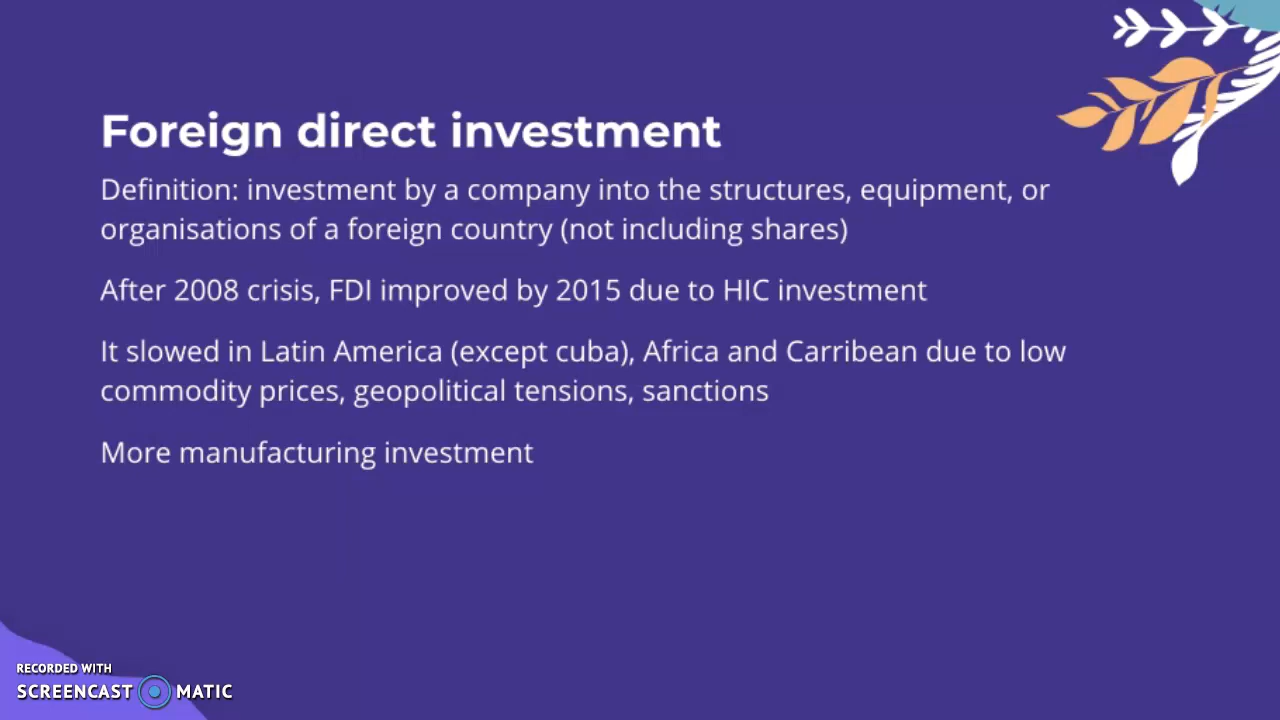 Foreign direct investment
Definition: investment by a company into the structures, equipment, or
organisations of a foreign country (not including shares)
After 2008 crisis, FDI improved by 2015 due to HIC investment
It slowed in Latin America (except cuba), Africa and Carribean due to low
commodity prices, geopolitical tensions, sanctions
More manufacturing investment
RECORDED WITH
SCREENCAST MATIC